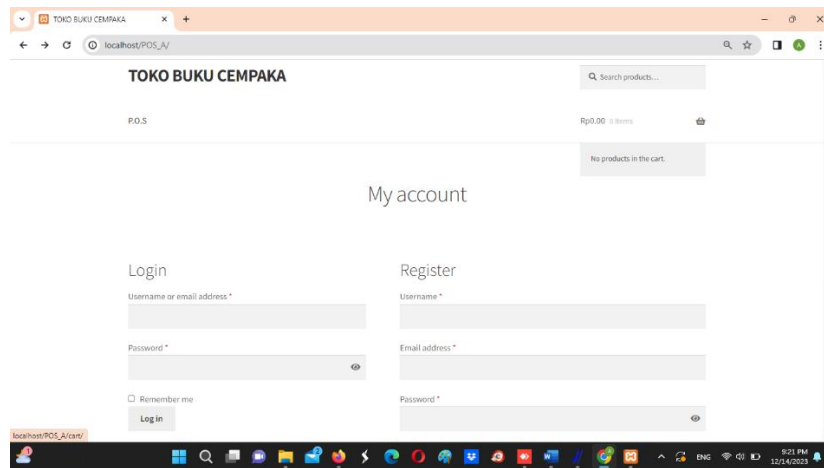 TOKO BUKU CEMPAKA
localhost/POS_A/
TOKO BUKU CEMPAKA
Search products...
P.O.S
Rp0.00 0 items
No products in the cart.
My account
Login
Register
Username or email address *
Username *
Password *
Email address *
Remember me
Password *
Log in
localhost/POS_A/cart/
ENG
9:21 PM
12/14/2023